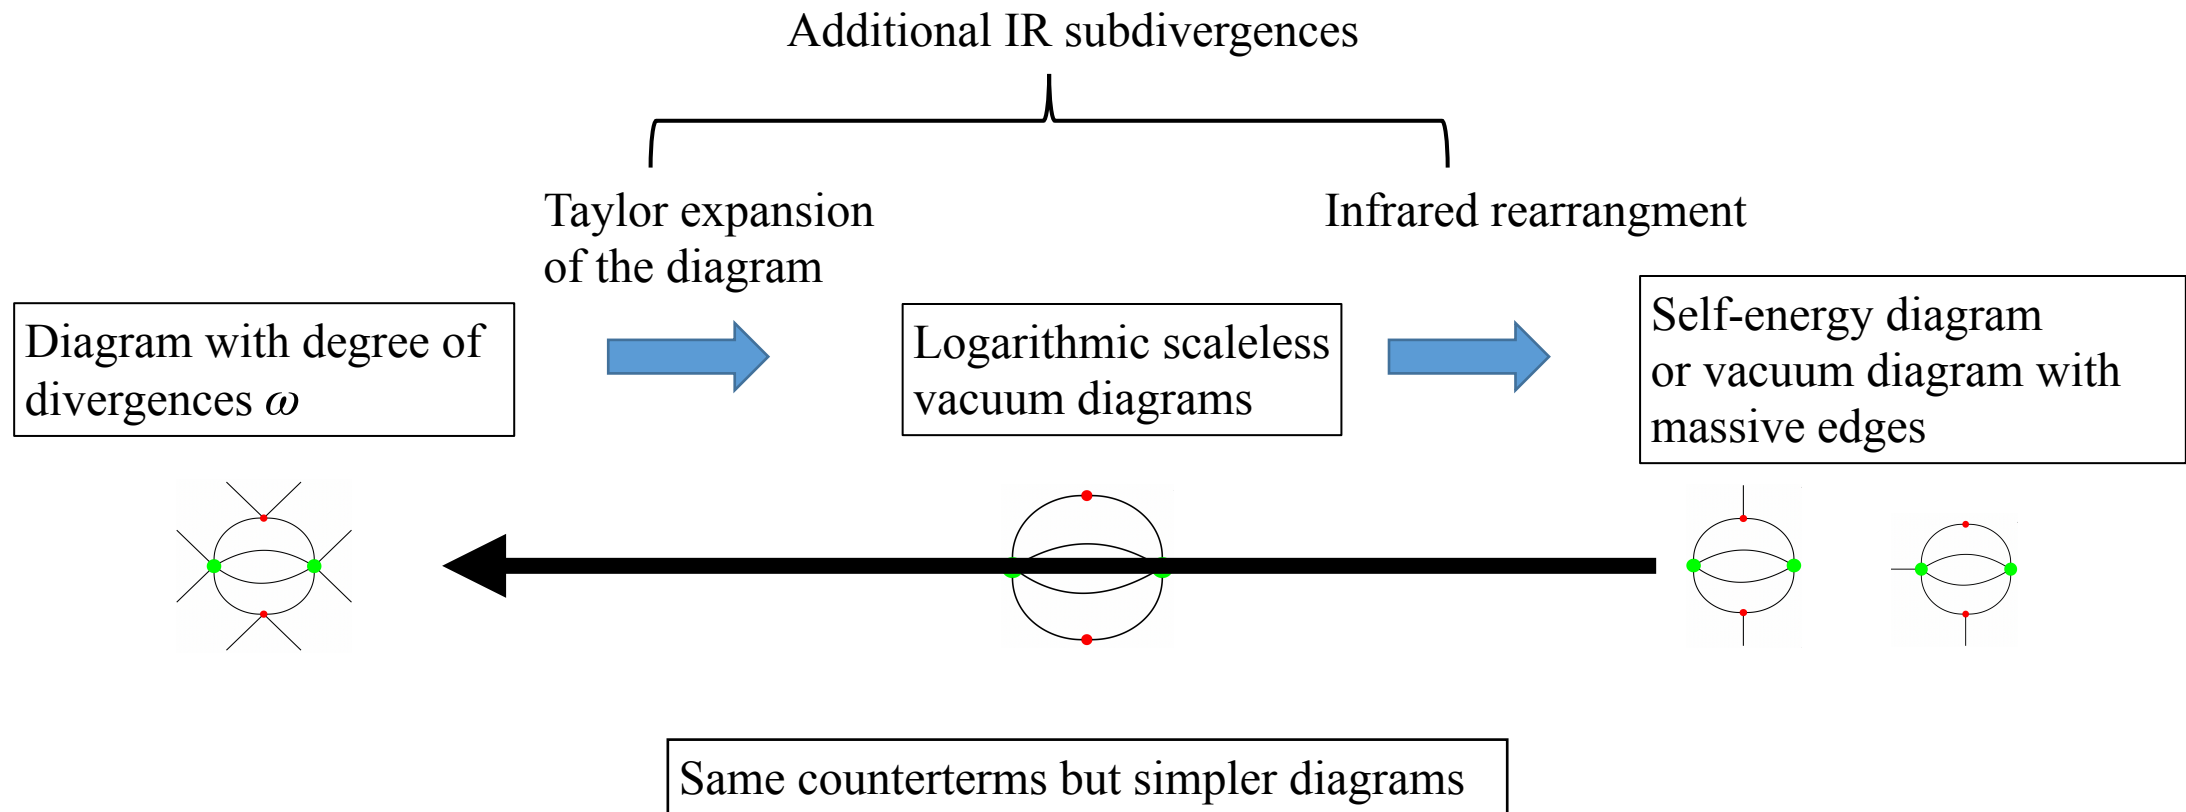 Additional IR subdivergences
Taylor expansion
of the diagram
Infrared rearrangment
Diagram with degree of
divergences ω
Logarithmic scaleless
vacuum diagrams
Self-energy diagram
or vacuum diagram with
massive edges
Same counterterms but simpler diagrams